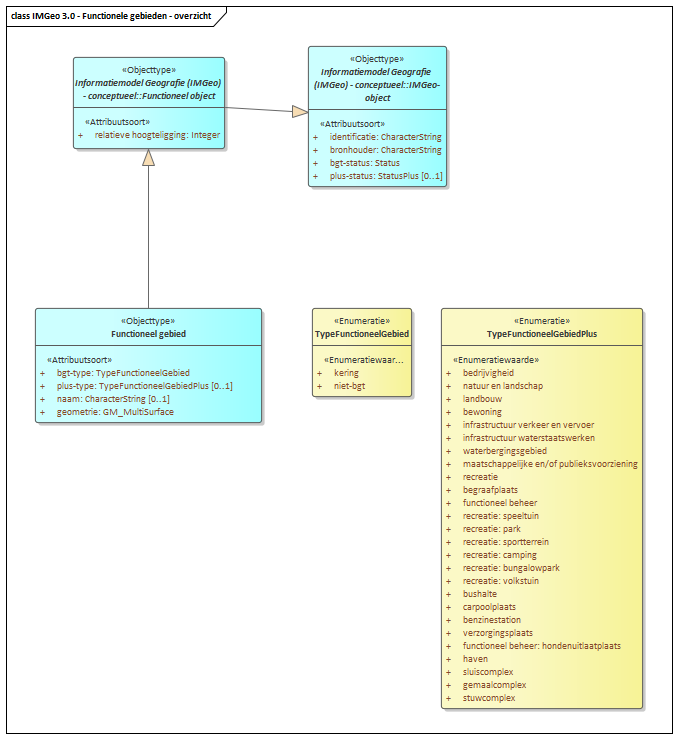 class IMGeo 3.0 - Functionele gebieden - overzicht
«Objecttype»
Informatiemodel Geografie (IMGeo)
- conceptueel::Functioneel object
«Attribuutsoort»
+ relatieve hoogteligging: Integer
«Objecttype»
Informatiemodel Geografie
(IMGeo) - conceptueel::IMGeo-
object
«Attribuutsoort»
+ identificatie: CharacterString
+ bronhouder: CharacterString
+ bgt-status: Status
+ plus-status: StatusPlus [0..1]
«Objecttype»
Functioneel gebied
«Attribuutsoort»
+ bgt-type: TypeFunctioneelGebied
+ plus-type: TypeFunctioneelGebiedPlus [0..1]
+ naam: CharacterString [0..1]
+ geometrie: GM_MultiSurface
«Enumeratie»
TypeFunctioneelGebied
«Enumeratiewaar...
+ kering
+ niet-bgt
«Enumeratie»
TypeFunctioneelGebiedPlus
«Enumeratiewaarde»
+ bedrijvigheid
+ natuur en landschap
+ landbouw
+ bewoning
+ infrastructuur verkeer en vervoer
+ infrastructuur waterstaatswerken
+ waterbergingsgebied
+ maatschappelijke en/of publieksvoorziening
+ recreatie
+ begraafplaats
+ functioneel beheer
+ recreatie: speeltuin
+ recreatie: park
+ recreatie: sportterrein
+ recreatie: camping
+ recreatie: bungalowpark
+ recreatie: volkstuin
+ bushalte
+ carpoolplaats
+ benzinestation
+ verzorgingsplaats
+ functioneel beheer: hondenuitlaatplaats
+ haven
+ sluiscomplex
+ gemaalcomplex
+ stuwcomplex